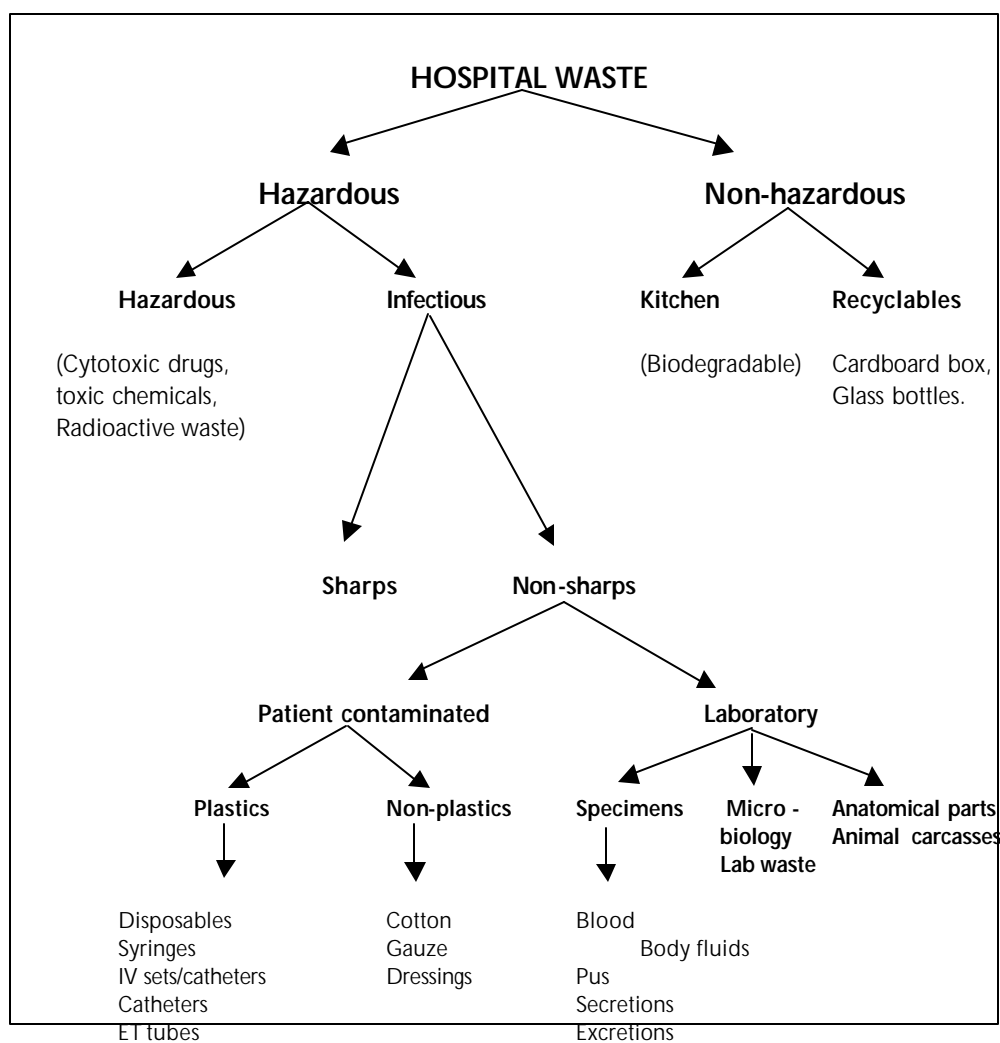 HOSPITAL WASTE
Hazardous
Non-hazardous
Hazardous
Infectious
Kitchen
Recyclables
(Cytotoxic drugs,
toxic chemicals,
Radioactive waste)
(Biodegradable)
Cardboard box,
Glass bottles.
Sharps
Non-sharps
Patient contaminated
Laboratory
Plastics
Non-plastics
Specimens
Micro -
biology
Lab waste
Anatomical parts
Animal carcasses
Disposables
Syringes
IV sets/catheters
Catheters
ET tubes
Cotton
Gauze
Dressings
Blood
Body fluids
Pus
Secretions
Excretions